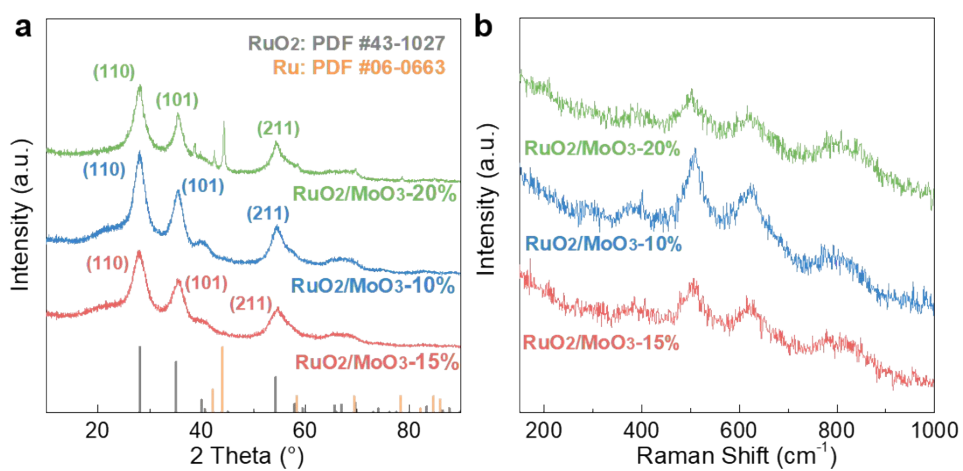 a
RuO2: PDF #43-1027
Ru: PDF #06-0663
(110)
(101)
(211)
RuO2/MoO3-20%
(110)
(101)
(211)
RuO2/MoO3-10%
(110)
(101)
(211)
RuO2/MoO3-15%
Intensity (a.u.)
20 40 60 80
2 Theta (°)
b
RuO2/MoO3-20%
RuO2/MoO3-10%
RuO2/MoO3-15%
Intensity (a.u.)
200 400 600 800 1000
Raman Shift (cm⁻¹)